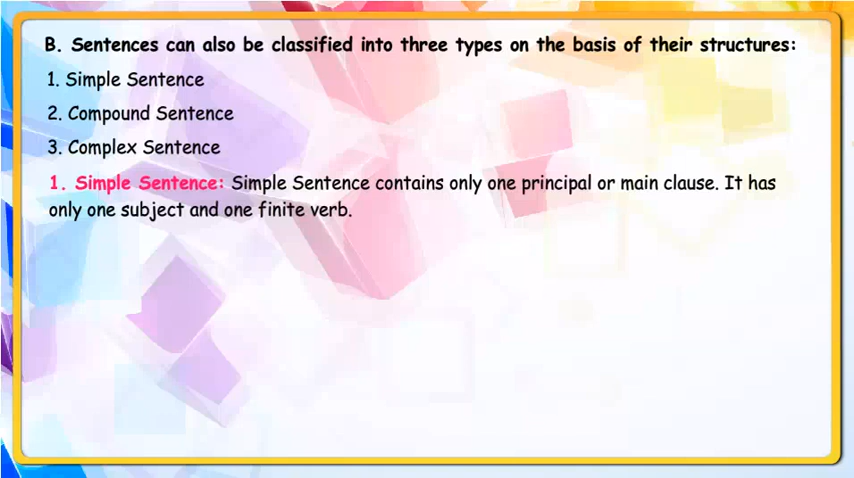 B. Sentences can also be classified into three types on the basis of their structures:
1. Simple Sentence
2. Compound Sentence
3. Complex Sentence
1. Simple Sentence: Simple Sentence contains only one principal or main clause. It has
only one subject and one finite verb.